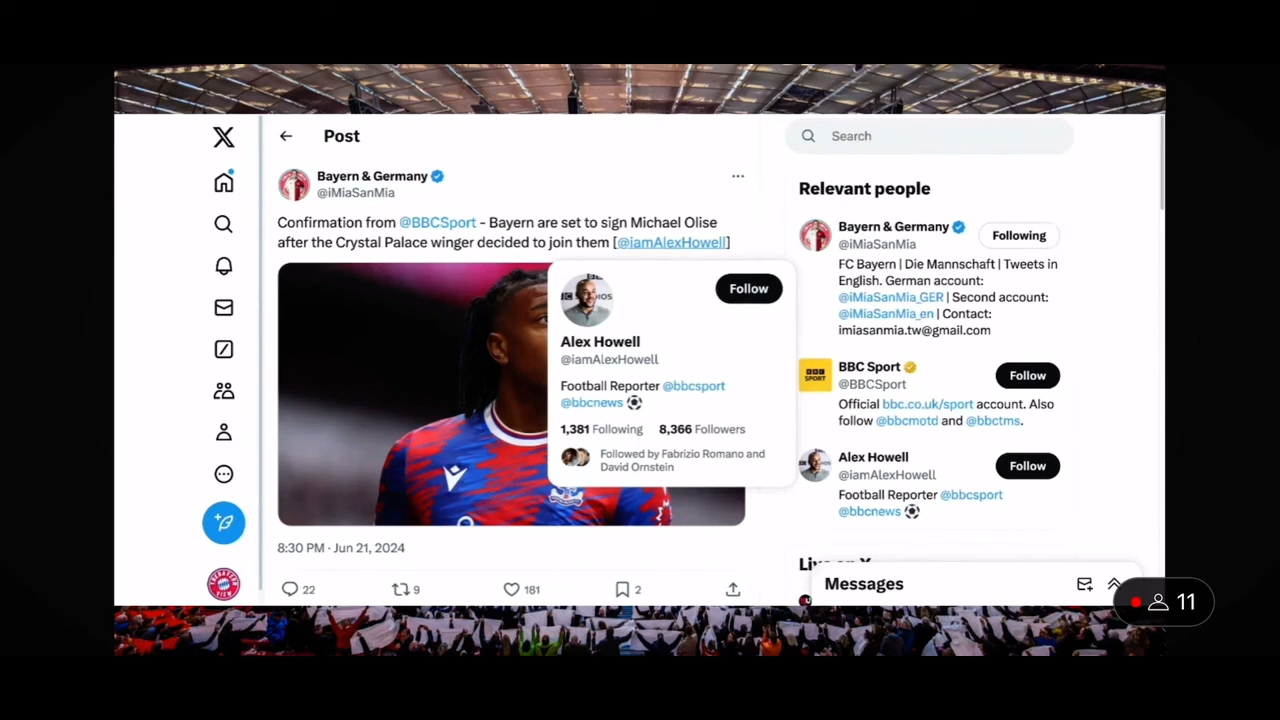 Post
Bayern & Germany
@iMiaSanMia
Confirmation from @BBCSport - Bayern are set to sign Michael Olise
after the Crystal Palace winger decided to join them [@iamAlexHowell]
Follow
Alex Howell
@iamAlexHowell
Football Reporter @bbcsport
@bbcnews
1,381 Following 8,366 Followers
Followed by Fabrizio Romano and
David Ornstein
8:30 PM · Jun 21, 2024
22 9 181 2
Search
Relevant people
Bayern & Germany
@iMiaSanMia
Following
FC Bayern | Die Mannschaft | Tweets in
English. German account:
@iMiaSanMia_GER | Second account:
@iMiaSanMia_en | Contact:
imiasanmia.tw@gmail.com
BBC Sport
@BBCSport
Follow
Official bbc.co.uk/sport account. Also
follow @bbcmotd and @bbctms.
Alex Howell
@iamAlexHowell
Follow
Football Reporter @bbcsport
@bbcnews
Messages
11